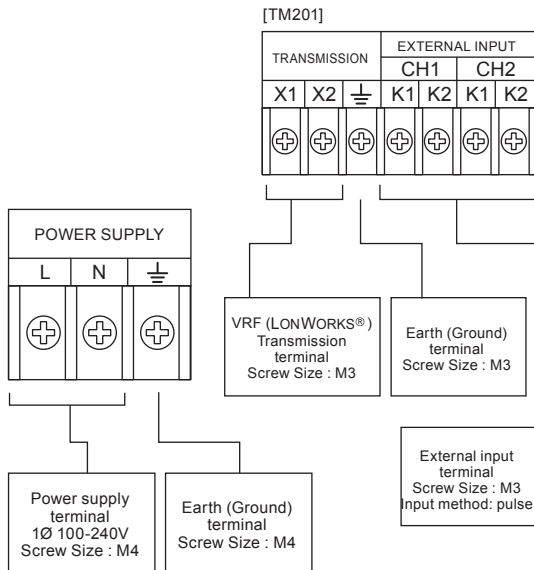 [TM201]
TRANSMISSION
EXTERNAL INPUT
CH1 CH2
X1 X2 K1 K2 K1 K2
POWER SUPPLY
L N
VRF (LONWORKS®)
Transmission
terminal
Screw Size : M3
Earth (Ground)
terminal
Screw Size : M3
External input
terminal
Screw Size : M3
Input method: pulse
Power supply
terminal
1Ø 100-240V
Screw Size : M4
Earth (Ground)
terminal
Screw Size : M4